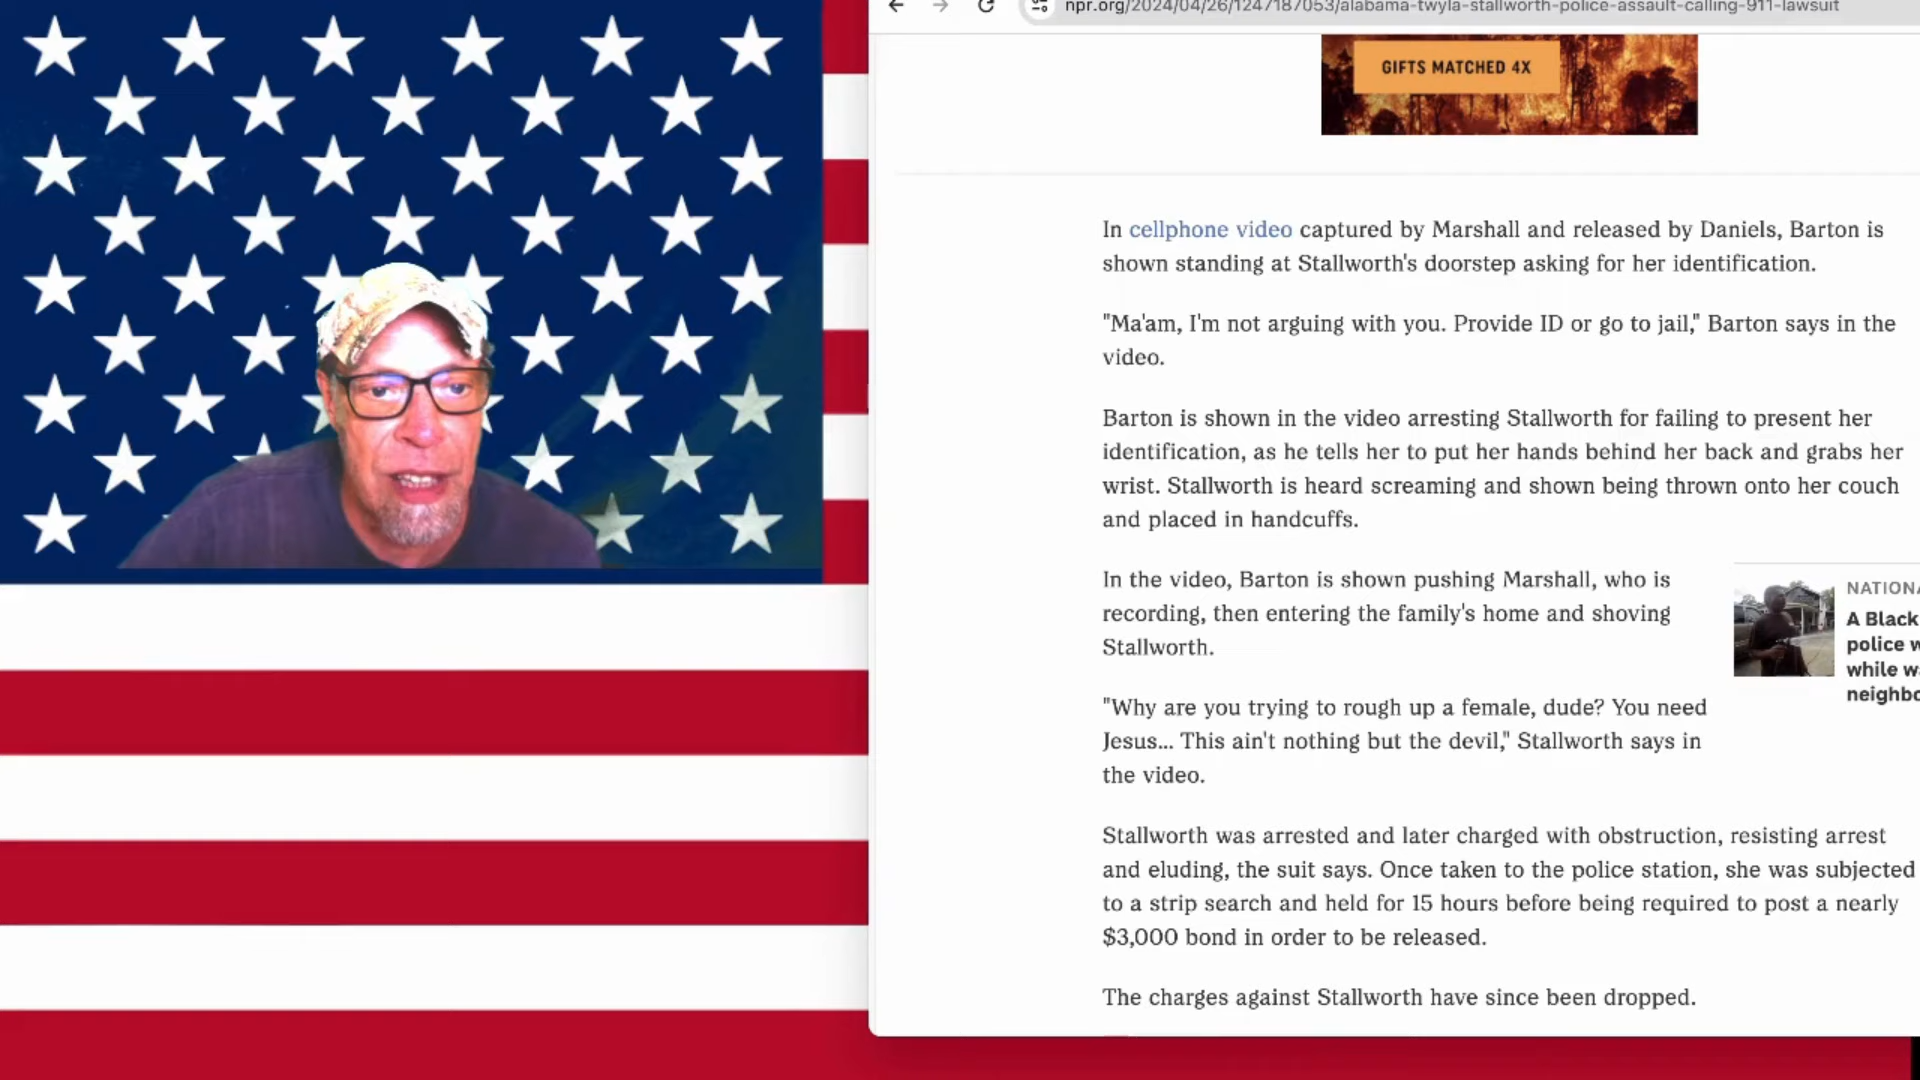 npr.org/2024/04/26/1247187053/alabama-twyla-stallworth-police-assault-calling-911-lawsuit
GIFTS MATCHED 4X
In cellphone video captured by Marshall and released by Daniels, Barton is
shown standing at Stallworth's doorstep asking for her identification.
"Ma'am, I'm not arguing with you. Provide ID or go to jail," Barton says in the
video.
Barton is shown in the video arresting Stallworth for failing to present her
identification, as he tells her to put her hands behind her back and grabs her
wrist. Stallworth is heard screaming and shown being thrown onto her couch
and placed in handcuffs.
In the video, Barton is shown pushing Marshall, who is
recording, then entering the family's home and shoving
Stallworth.
NATIONA
A Black
police w
while wa
neighbo
"Why are you trying to rough up a female, dude? You need
Jesus... This ain't nothing but the devil," Stallworth says in
the video.
Stallworth was arrested and later charged with obstruction, resisting arrest
and eluding, the suit says. Once taken to the police station, she was subjected
to a strip search and held for 15 hours before being required to post a nearly
$3,000 bond in order to be released.
The charges against Stallworth have since been dropped.